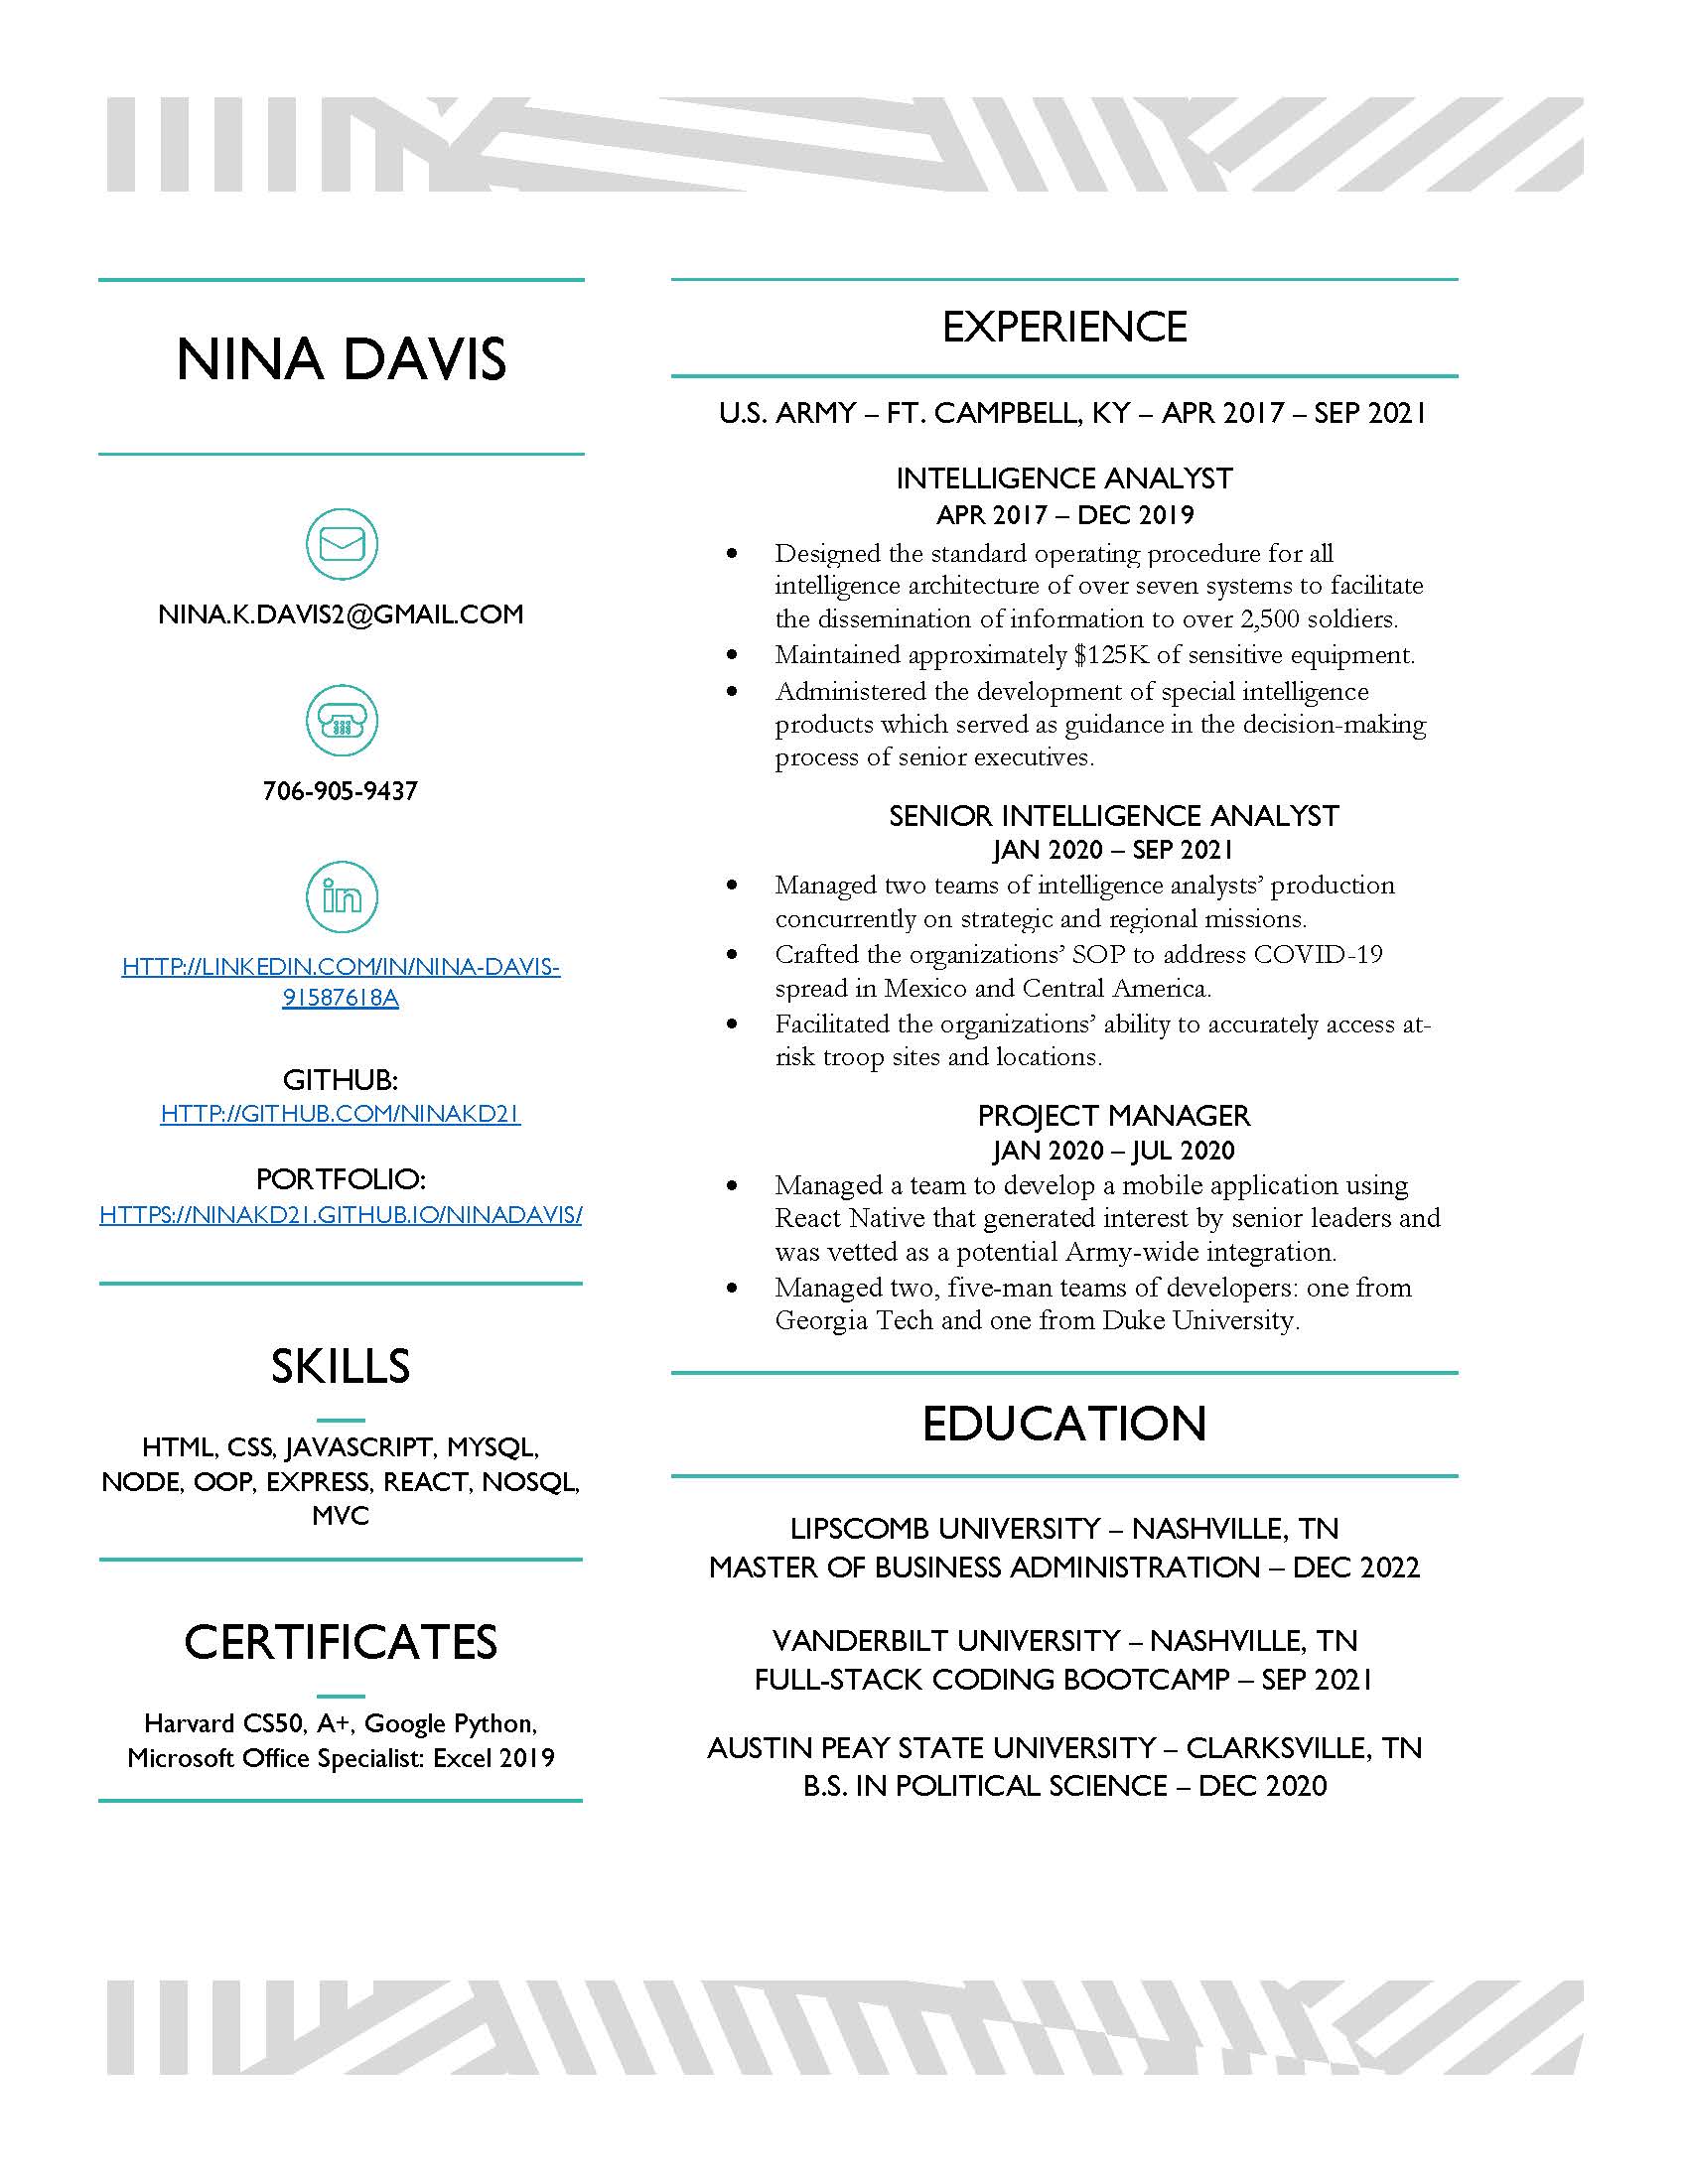 NINA DAVIS
NINA.K.DAVIS2@GMAIL.COM
706-905-9437
in
HTTP://LINKEDIN.COM/IN/NINA-DAVIS-
91587618A
GITHUB:
HTTP://GITHUB.COM/NINAKD21
PORTFOLIO:
HTTPS://NINAKD21.GITHUB.IO/NINADAVIS/
SKILLS
HTML, CSS, JAVASCRIPT, MYSQL,
NODE, OOP, EXPRESS, REACT, NOSQL,
MVC
CERTIFICATES
Harvard CS50, A+, Google Python,
Microsoft Office Specialist: Excel 2019
EXPERIENCE
U.S. ARMY – FT. CAMPBELL, KY – APR 2017 – SEP 2021
INTELLIGENCE ANALYST
APR 2017 – DEC 2019
• Designed the standard operating procedure for all
intelligence architecture of over seven systems to facilitate
the dissemination of information to over 2,500 soldiers.
• Maintained approximately $125K of sensitive equipment.
• Administered the development of special intelligence
products which served as guidance in the decision-making
process of senior executives.
SENIOR INTELLIGENCE ANALYST
JAN 2020 – SEP 2021
• Managed two teams of intelligence analysts’ production
concurrently on strategic and regional missions.
• Crafted the organizations’ SOP to address COVID-19
spread in Mexico and Central America.
• Facilitated the organizations’ ability to accurately access at-
risk troop sites and locations.
PROJECT MANAGER
JAN 2020 – JUL 2020
• Managed a team to develop a mobile application using
React Native that generated interest by senior leaders and
was vetted as a potential Army-wide integration.
• Managed two, five-man teams of developers: one from
Georgia Tech and one from Duke University.
EDUCATION
LIPSCOMB UNIVERSITY – NASHVILLE, TN
MASTER OF BUSINESS ADMINISTRATION – DEC 2022
VANDERBILT UNIVERSITY – NASHVILLE, TN
FULL-STACK CODING BOOTCAMP – SEP 2021
AUSTIN PEAY STATE UNIVERSITY – CLARKSVILLE, TN
B.S. IN POLITICAL SCIENCE – DEC 2020